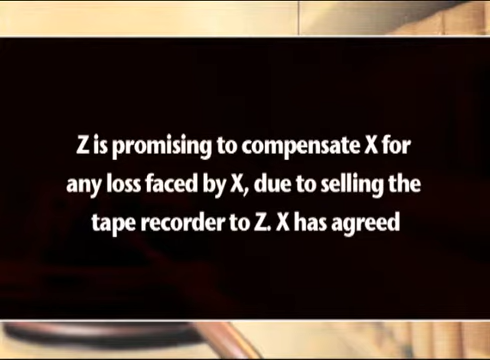 Z is promising to compensate X for
any loss faced by X, due to selling the
tape recorder to Z. X has agreed